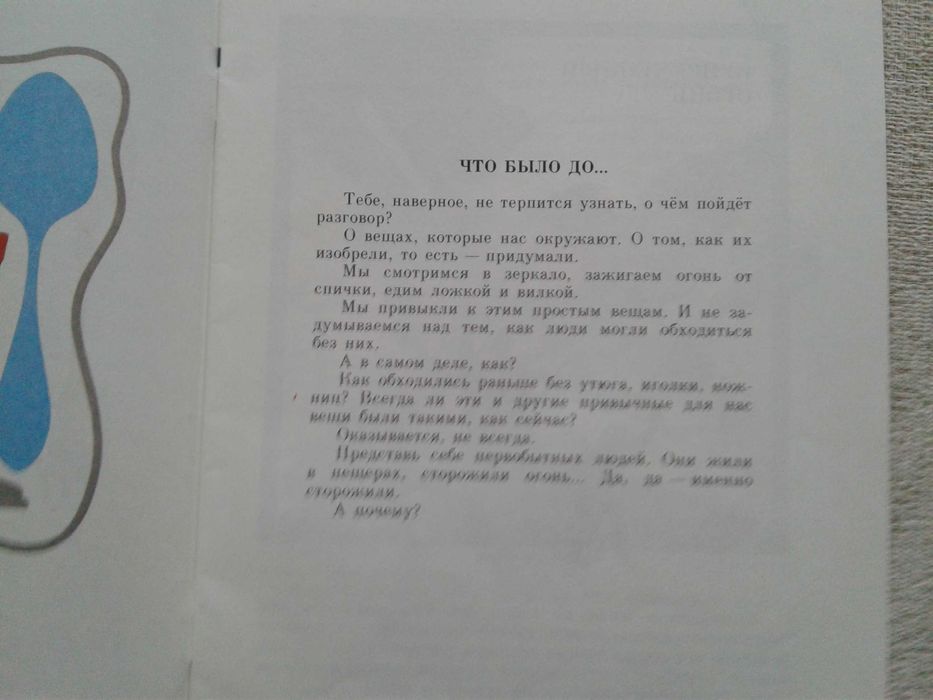 ЧТО БЫЛО ДО...
Тебе, наверное, не терпится узнать, о чём пойдёт
разговор?
О вещах, которые нас окружают. О том, как их
изобрели, то есть — придумали.
Мы смотримся в зеркало, зажигаем огонь от
спички, едим ложкой и вилкой.
Мы привыкли к этим простым вещам. И не за-
думываемся над тем, как люди могли обходиться
без них.
А в самом деле, как?
Как обходились раньше без утюга, иголки, нож-
ниц? Всегда ли эти и другие привычные для нас
вещи были такими, как сейчас?
Оказывается, не всегда.
Представь себе первобытных людей. Они жили
в пещерах, сторожили огонь... Да, да — именно
сторожили.
А почему?